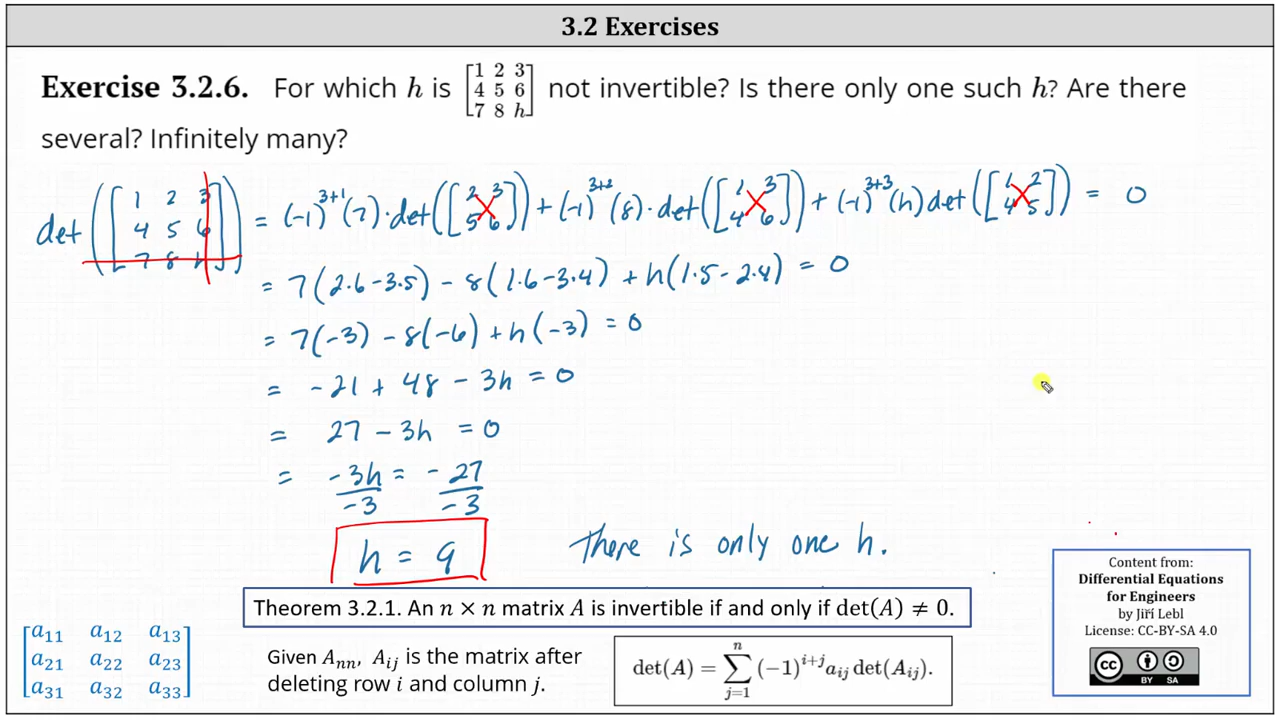 3.2 Exercises
Exercise 3.2.6. For which h is [1 2 3; 4 5 6; 7 8 h] not invertible? Is there only one such h? Are there
several? Infinitely many?
det([1 2 3; 4 5 6; 7 8 h]) = (-1)^{3+1}(7)·det([2 3; 5 6]) + (-1)^{3+2}(8)·det([1 3; 4 6]) + (-1)^{3+3}(h) det([1 2; 4 5]) = 0
= 7(2·6-3·5) - 8(1·6-3·4) + h(1·5-2·4) = 0
= 7(-3) - 8(-6) + h(-3) = 0
= -21 + 48 - 3h = 0
= 27 - 3h = 0
= -3h/-3 = -27/-3
h = 9 There is only one h.
Theorem 3.2.1. An n × n matrix A is invertible if and only if det(A) ≠ 0.
[a₁₁ a₁₂ a₁₃
a₂₁ a₂₂ a₂₃
a₃₁ a₃₂ a₃₃]
Given Aₙₙ, Aᵢⱼ is the matrix after
deleting row i and column j.
det(A) = ∑_{j=1}^{n} (-1)^{i+j} a_{ij} det(A_{ij}).
Content from:
Differential Equations
for Engineers
by Jiří Lebl
License: CC-BY-SA 4.0
cc BY SA